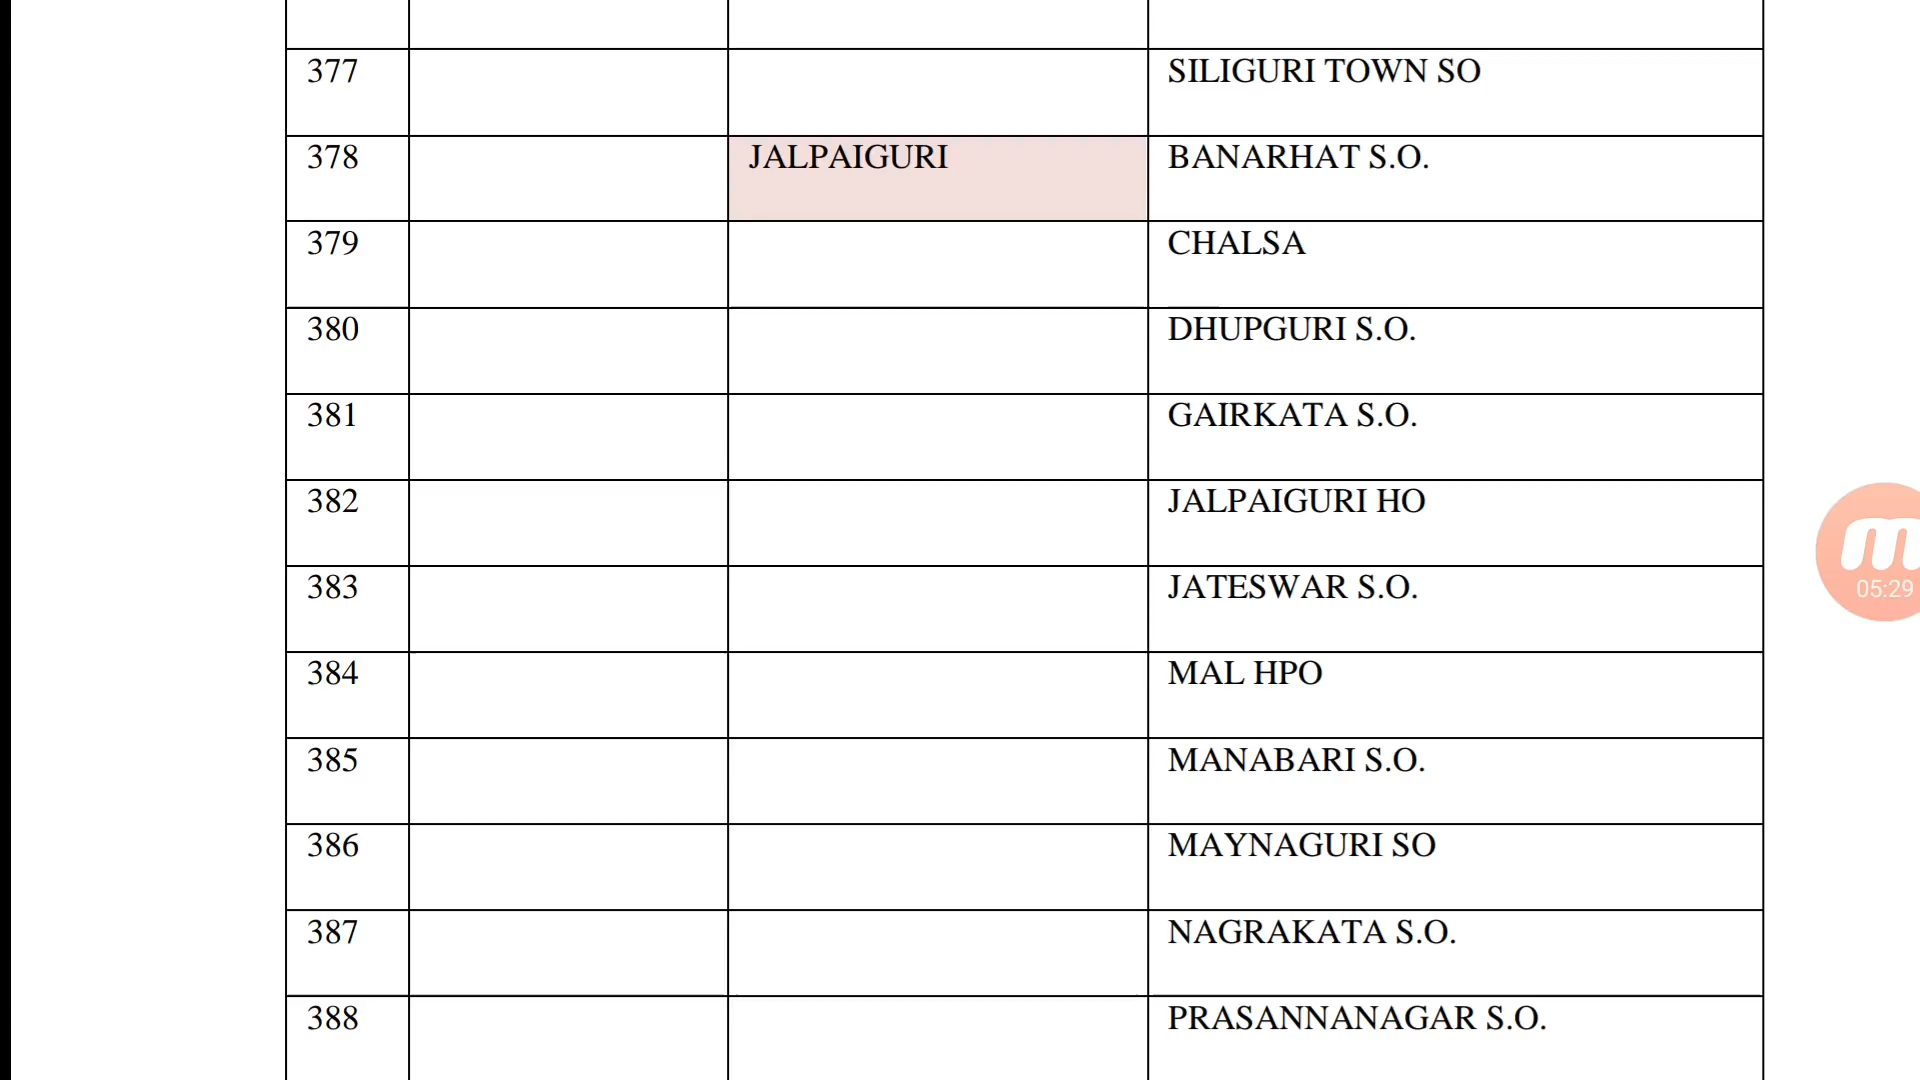 377 SILIGURI TOWN SO
378 JALPAIGURI BANARHAT S.O.
379 CHALSA
380 DHUPGURI S.O.
381 GAIRKATA S.O.
382 JALPAIGURI HO
383 JATESWAR S.O.
384 MAL HPO
385 MANABARI S.O.
386 MAYNAGURI SO
387 NAGRAKATA S.O.
388 PRASANNANAGAR S.O.
m
05:29